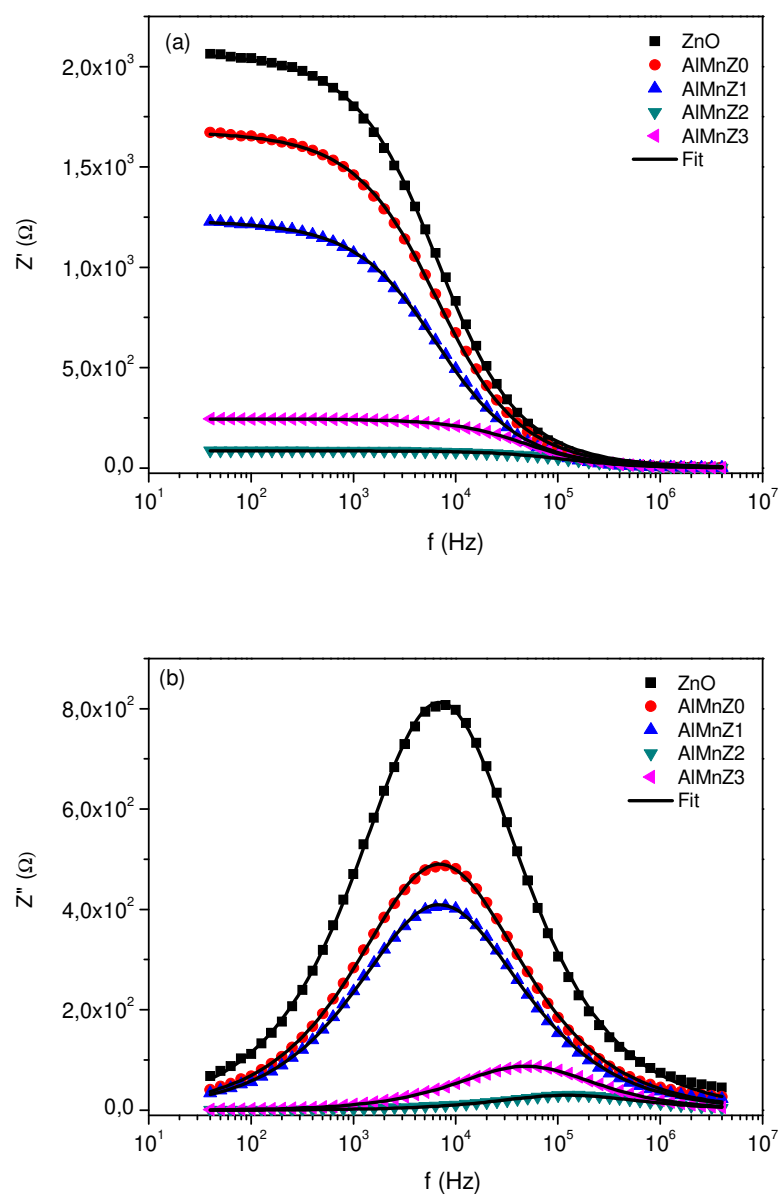 (a)
ZnO
AlMnZ0
AlMnZ1
AlMnZ2
AlMnZ3
Fit
2,0x10³
1,5x10³
1,0x10³
5,0x10²
0,0
Z' (Ω)
10¹ 10² 10³ 10⁴ 10⁵ 10⁶ 10⁷
f (Hz)
(b)
ZnO
AlMnZ0
AlMnZ1
AlMnZ2
AlMnZ3
Fit
8,0x10²
6,0x10²
4,0x10²
2,0x10²
0,0
Z" (Ω)
10¹ 10² 10³ 10⁴ 10⁵ 10⁶ 10⁷
f (Hz)